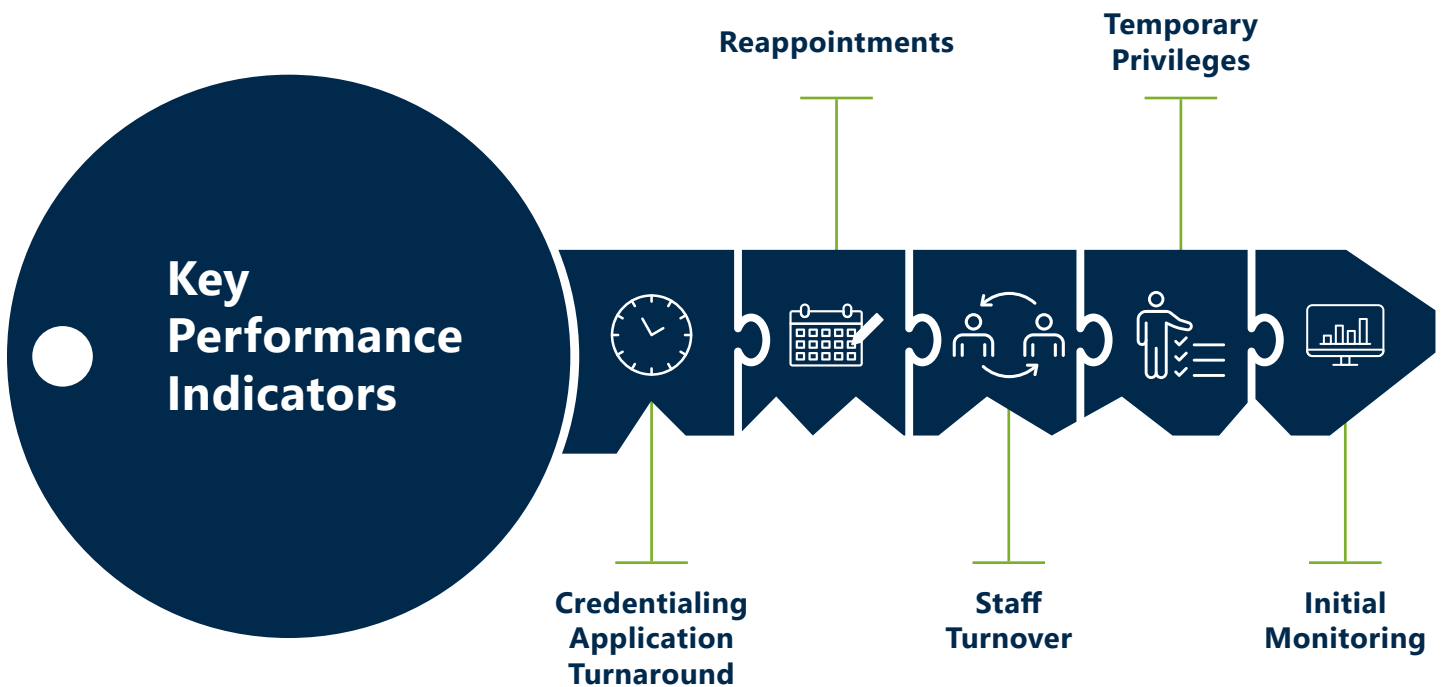 Key
Performance
Indicators
Credentialing
Application
Turnaround
Reappointments
Staff
Turnover
Temporary
Privileges
Initial
Monitoring